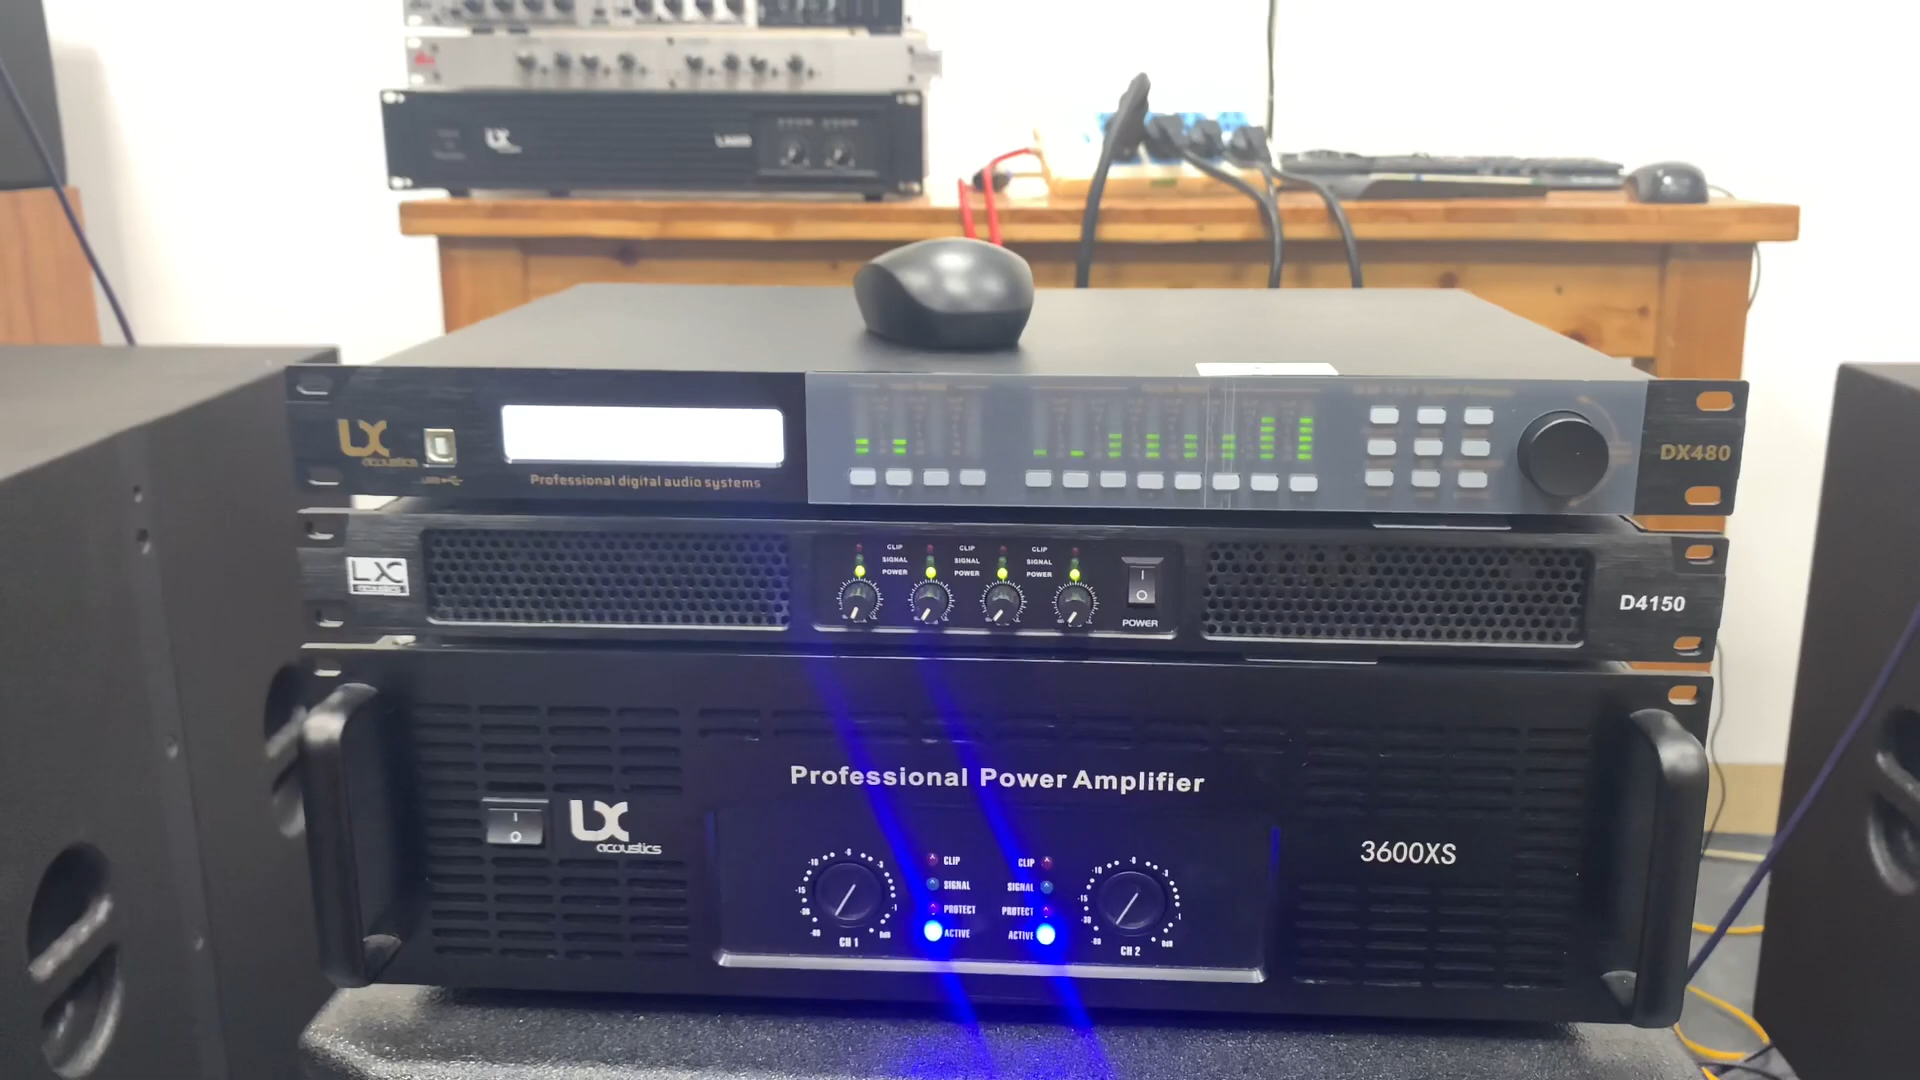 LX
acoustics
Professional digital audio systems
DX480
LX
acoustics
CLIP CLIP CLIP
SIGNAL SIGNAL SIGNAL
POWER POWER POWER
I
O
POWER
D4150
Professional Power Amplifier
I
O
LX
acoustics
CLIP CLIP
SIGNAL SIGNAL
PROTECT PROTECT
ACTIVE ACTIVE
CH 1
CH 2
3600XS